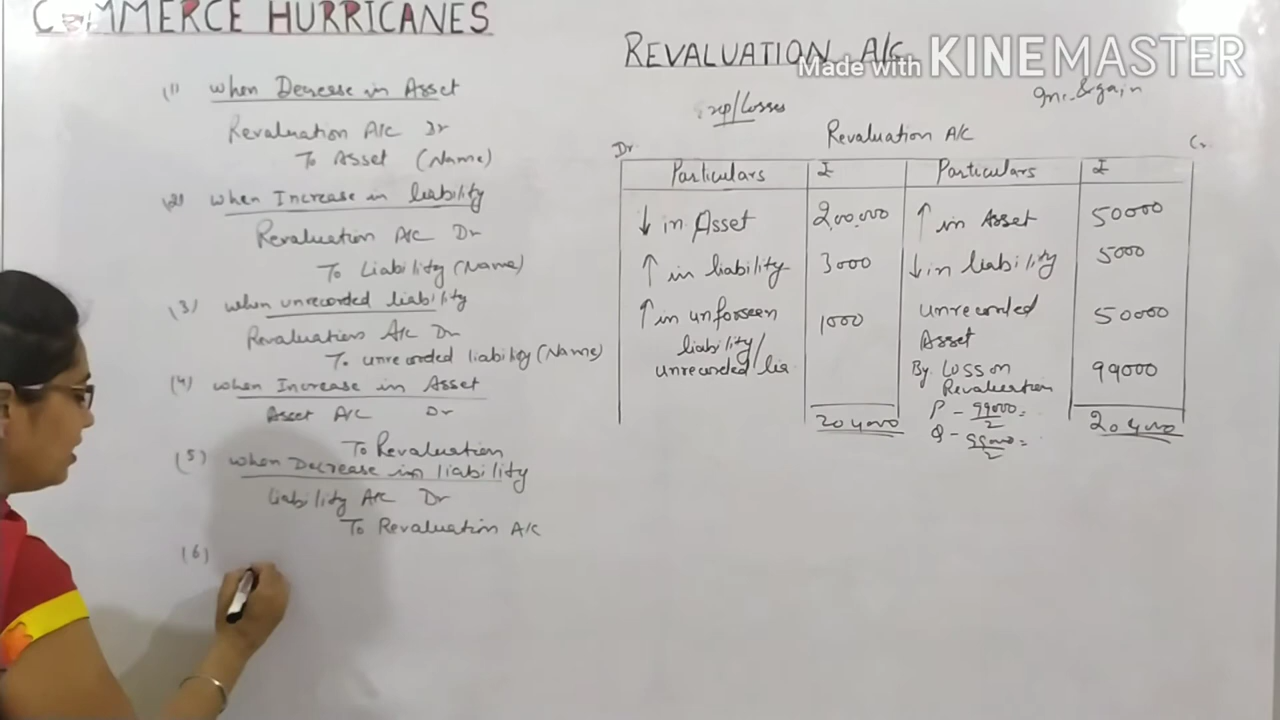 COMMERCE HURRICANES
(1) when Decrease in Asset
Revaluation A/c Dr
To Asset (Name)
(2) when Increase in liability
Revaluation A/c Dr
To Liability (Name)
(3) when unrecorded liability
Revaluation A/c Dr
To unrecorded liability (Name)
(4) when Increase in Asset
Asset A/c Dr
To Revaluation
(5) when Decrease in liability
liability A/c Dr
To Revaluation A/c
(6)
REVALUATION A/c
Made with KINEMASTER
exp/Losses
Inc. & gain
Revaluation A/c
Dr
Cr
Particulars ₹ Particulars ₹
↓ in Asset 2,00,000 ↑ in Asset 50000
↑ in liability 3000 ↓ in liability 5000
↑ in unforseen 1000 unrecorded 50000
liability/ Asset
unrecorded lia By Loss on 99000
Revaluation
P - 99000/2 =
Q - 99000/2 =
204000 204000